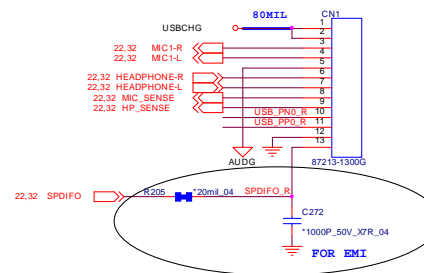 80MIL
CN1
USBCHG
1
2
22,32 MIC1-R
3
22,32 MIC1-L
4
5
22,32 HEADPHONE-R
6
22,32 HEADPHONE-L
7
22,32 MIC_SENSE
8
22,32 HP_SENSE
9
USB_PN0_R
10
USB_PP0_R
11
12
13
AUDG
87213-1300G
22,32 SPDIFO
R205
*20mil_04
SPDIFO_R
C272
*1000P_50V_X7R_04
FOR EMI